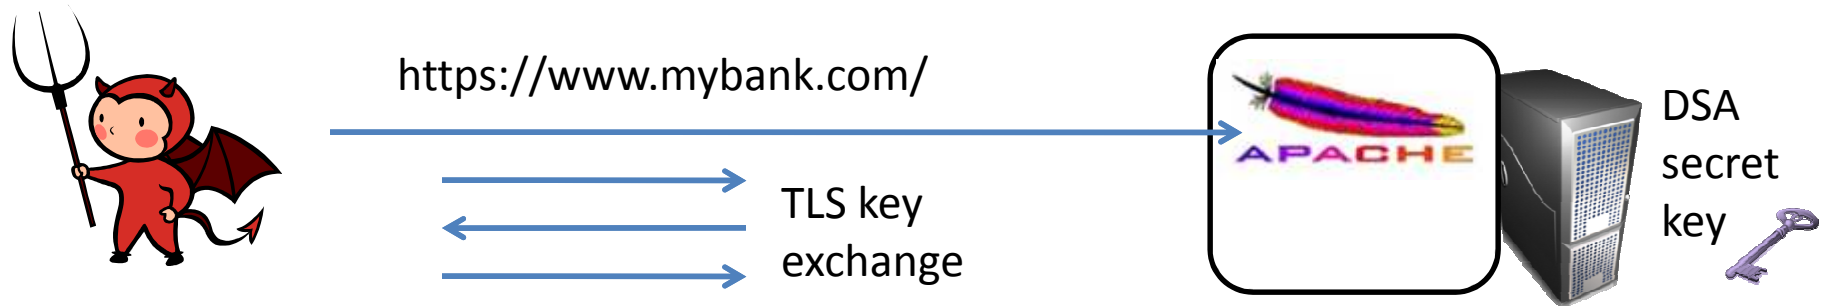 https://www.mybank.com/
APACHE
TLS key
exchange
DSA
secret
key